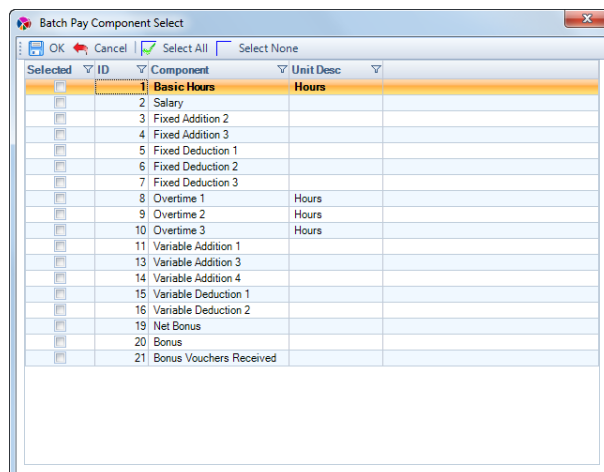 Batch Pay Component Select
OK Cancel Select All Select None
Selected ID Component Unit Desc
1 Basic Hours Hours
2 Salary
3 Fixed Addition 2
4 Fixed Addition 3
5 Fixed Deduction 1
6 Fixed Deduction 2
7 Fixed Deduction 3
8 Overtime 1 Hours
9 Overtime 2 Hours
10 Overtime 3 Hours
11 Variable Addition 1
13 Variable Addition 3
14 Variable Addition 4
15 Variable Deduction 1
16 Variable Deduction 2
19 Net Bonus
20 Bonus
21 Bonus Vouchers Received